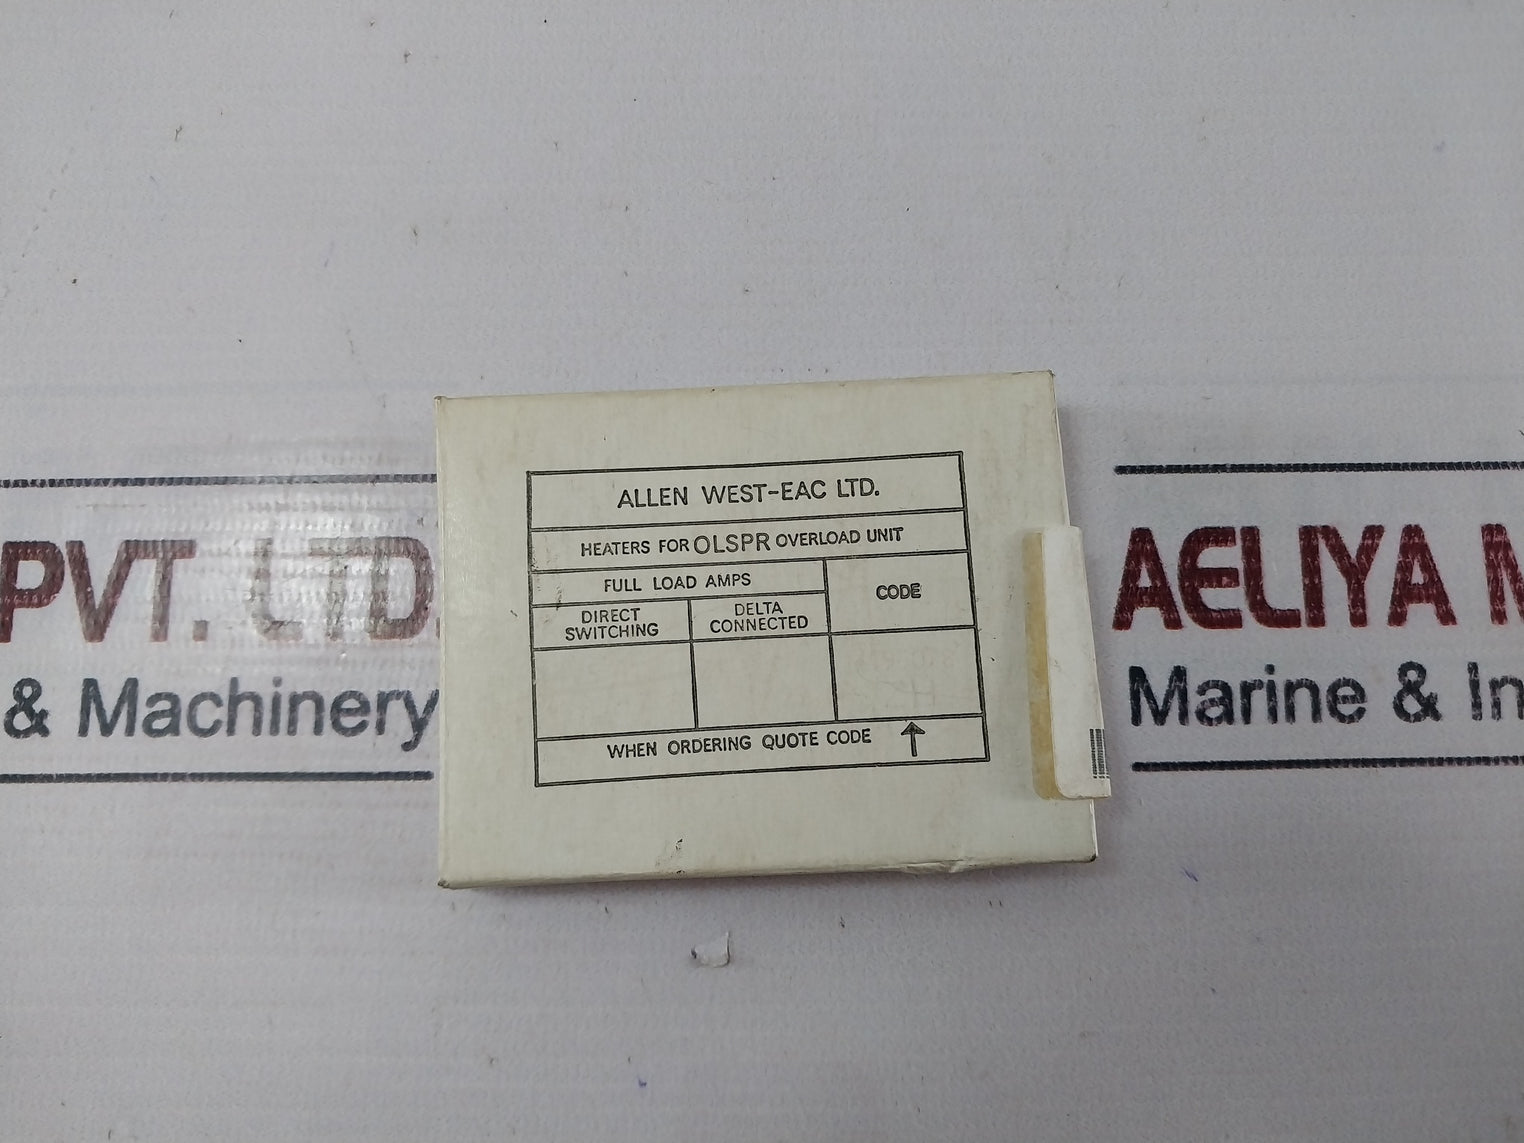 ALLEN WEST-EAC LTD.
HEATERS FOR OLSPR OVERLOAD UNIT
FULL LOAD AMPS
CODE
DIRECT SWITCHING
DELTA CONNECTED
WHEN ORDERING QUOTE CODE ↑
PVT. LTD.
& Machinery
AELIYA
Marine &